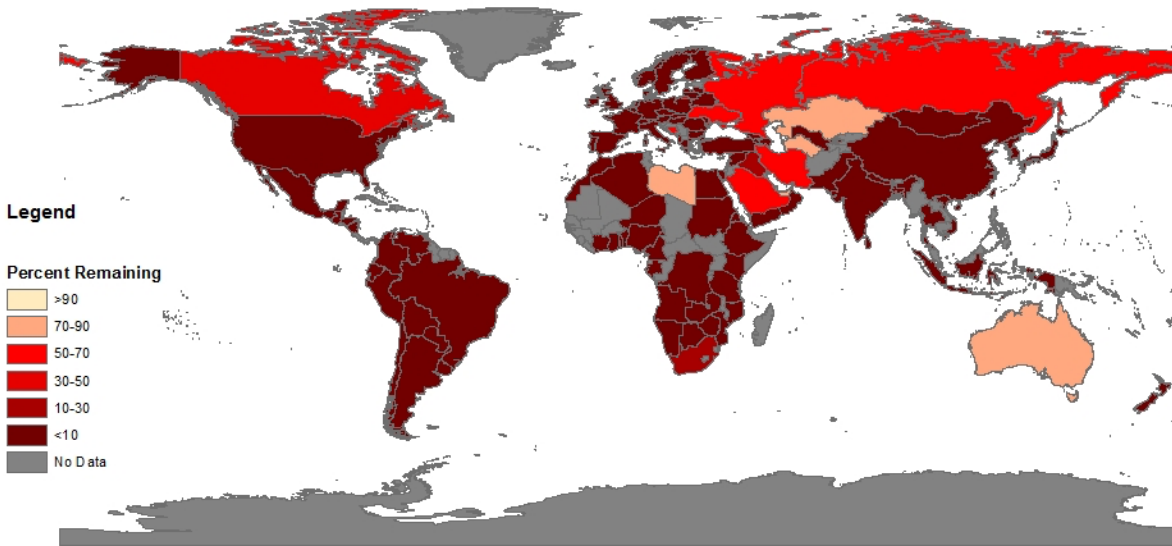 Legend
Percent Remaining
>90
70-90
50-70
30-50
10-30
<10
No Data